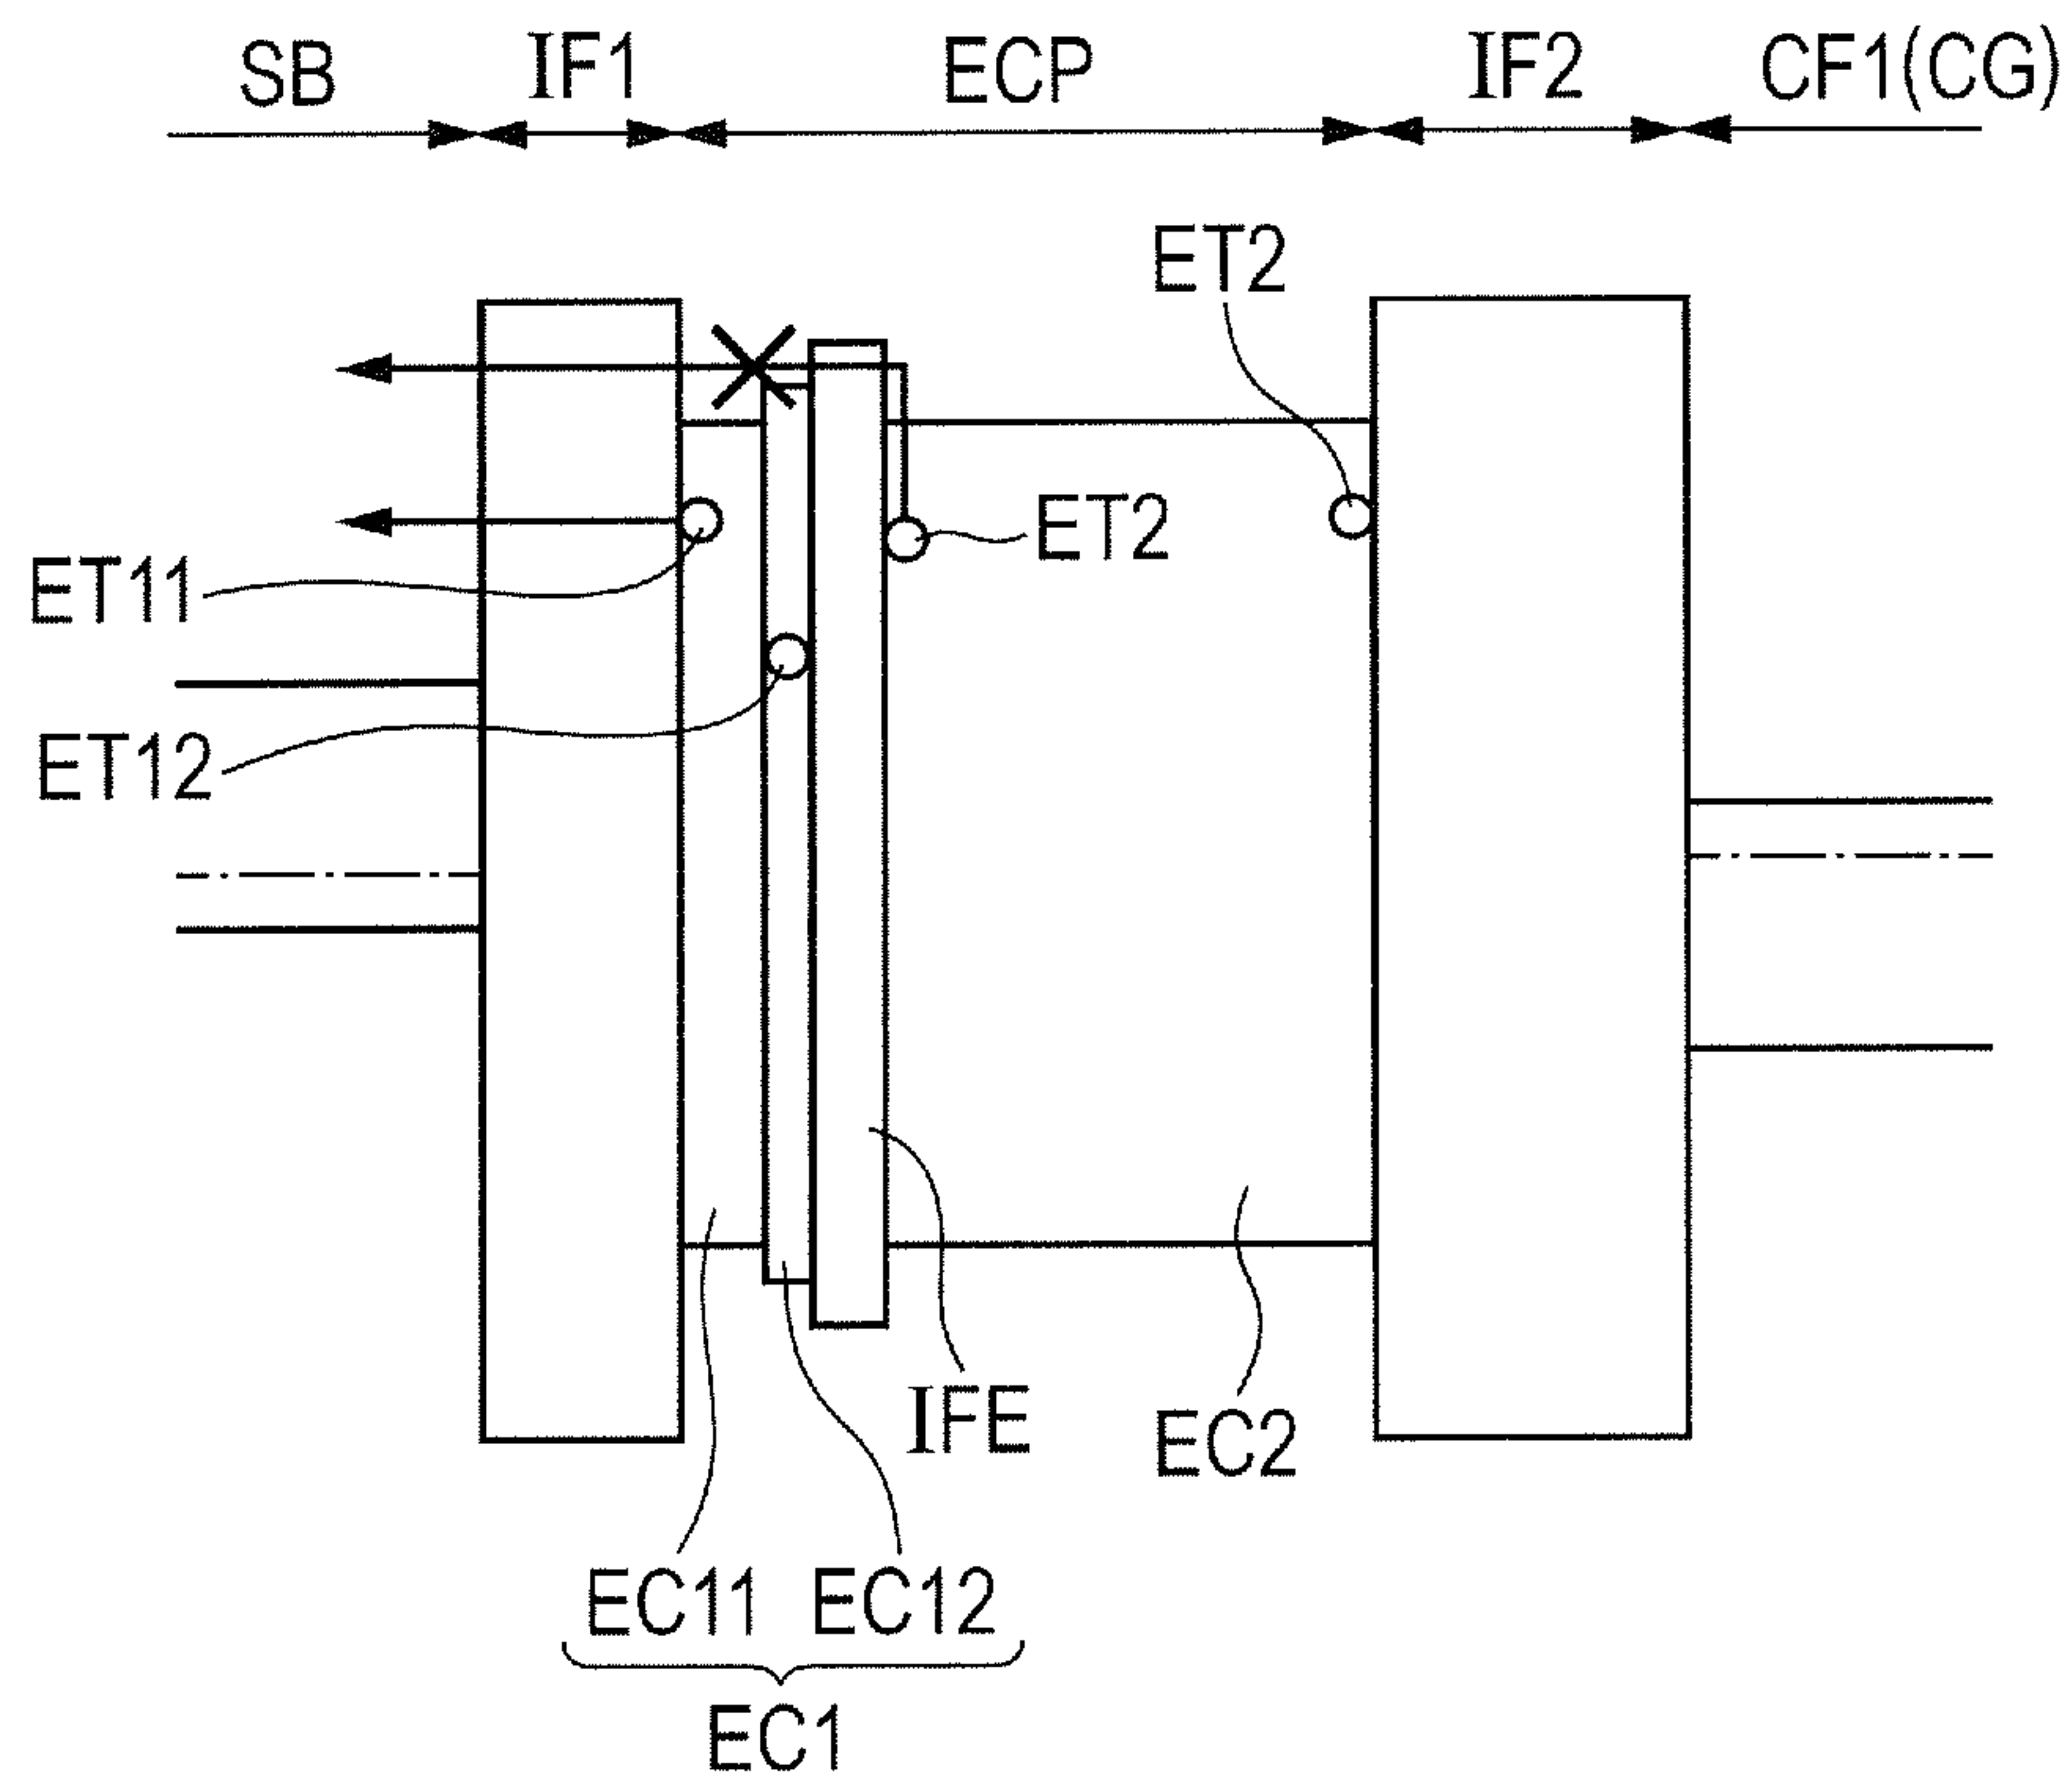 SB IF1 ECP IF2 CF1(CG)
ET2
ET2
ET11
ET12
IFE
EC2
EC11 EC12
EC1